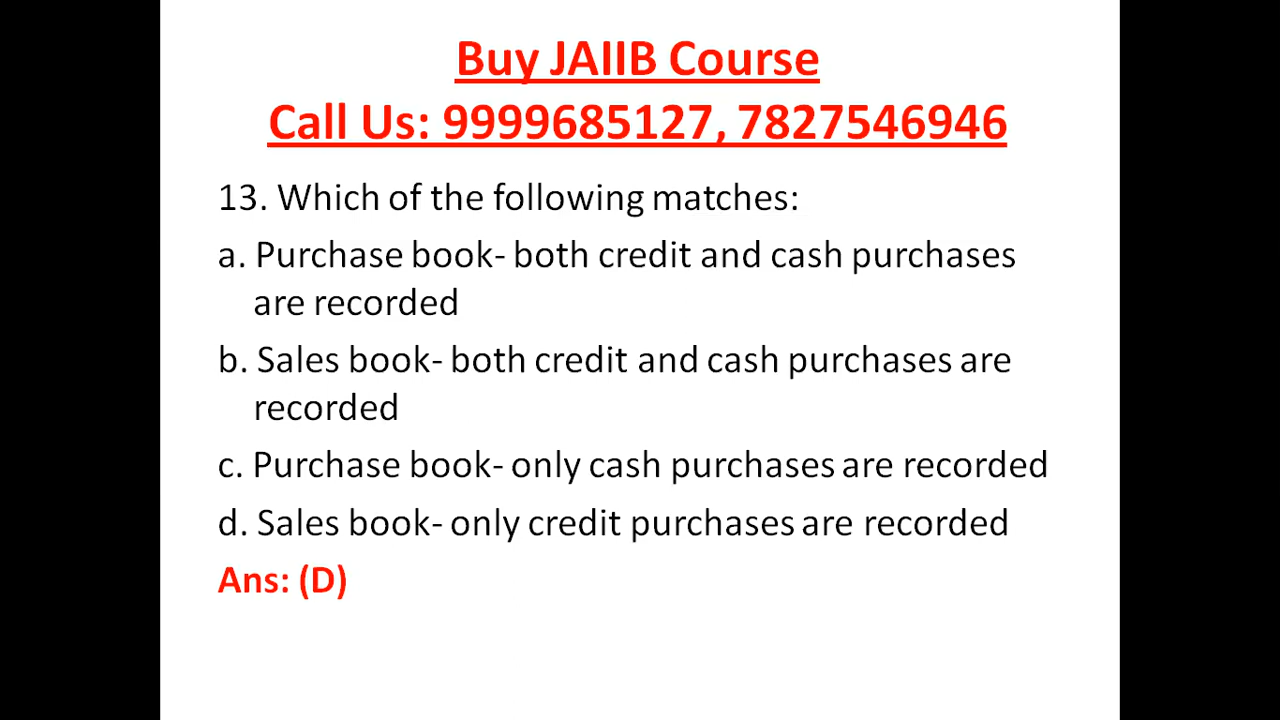 Buy JAIIB Course
Call Us: 9999685127, 7827546946
13. Which of the following matches:
a. Purchase book- both credit and cash purchases
are recorded
b. Sales book- both credit and cash purchases are
recorded
c. Purchase book- only cash purchases are recorded
d. Sales book- only credit purchases are recorded
Ans: (D)